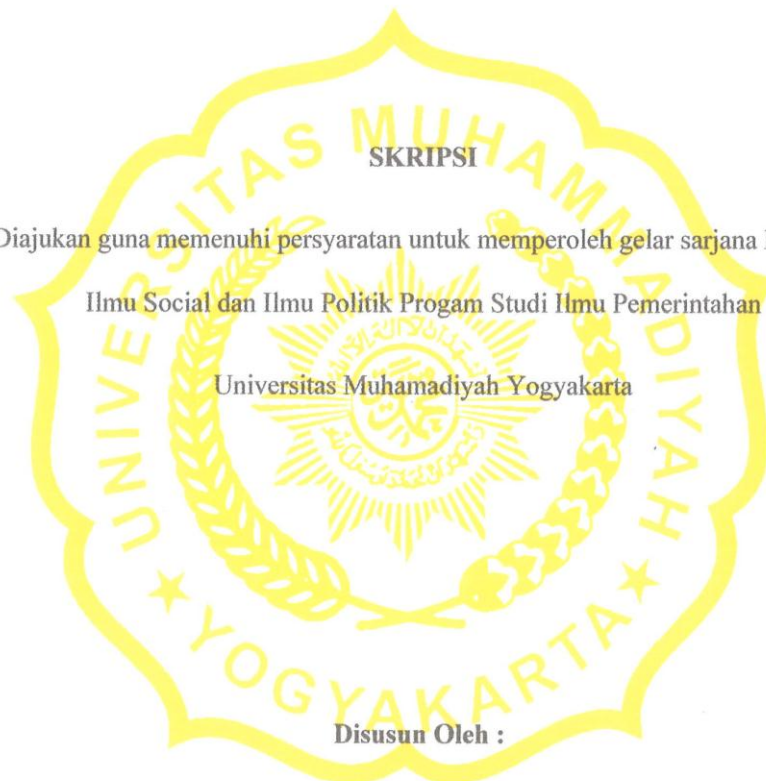 SKRIPSI
Diajukan guna memenuhi persyaratan untuk memperoleh gelar sarjana
Ilmu Social dan Ilmu Politik Progam Studi Ilmu Pemerintahan
Universitas Muhamadiyah Yogyakarta
Disusun Oleh :
UNIVERSITAS MUHAMMADIYAH
★ YOGYAKARTA ★